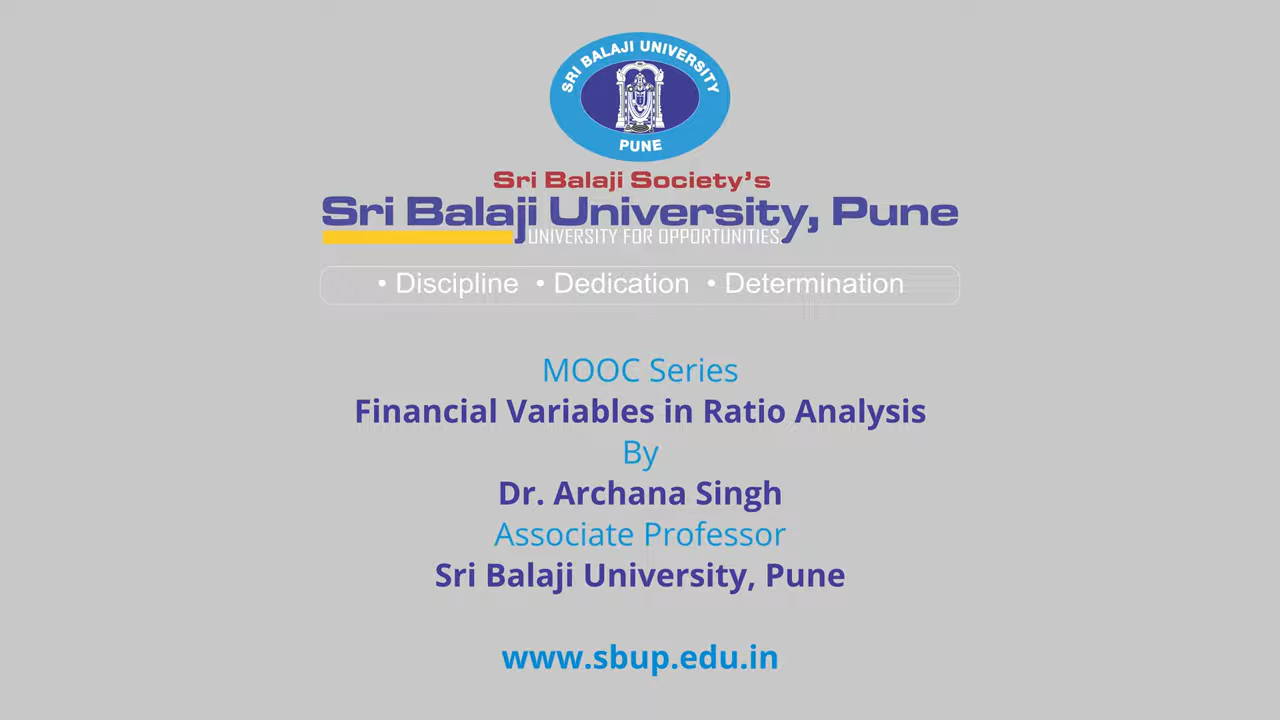 SRI BALAJI UNIVERSITY
PUNE
Sri Balaji Society's
Sri Balaji University, Pune
UNIVERSITY FOR OPPORTUNITIES
• Discipline • Dedication • Determination
MOOC Series
Financial Variables in Ratio Analysis
By
Dr. Archana Singh
Associate Professor
Sri Balaji University, Pune
www.sbup.edu.in